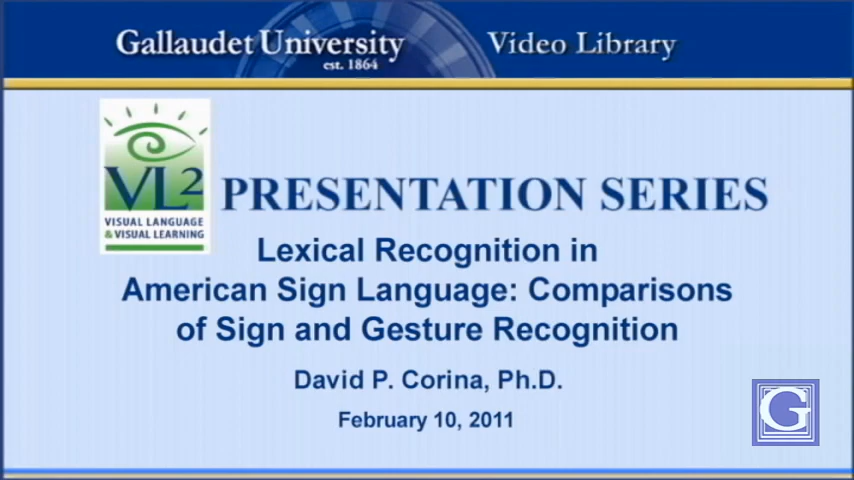 Gallaudet University
est. 1864
Video Library
VL2
VISUAL LANGUAGE
& VISUAL LEARNING
PRESENTATION SERIES
Lexical Recognition in
American Sign Language: Comparisons
of Sign and Gesture Recognition
David P. Corina, Ph.D.
February 10, 2011
G